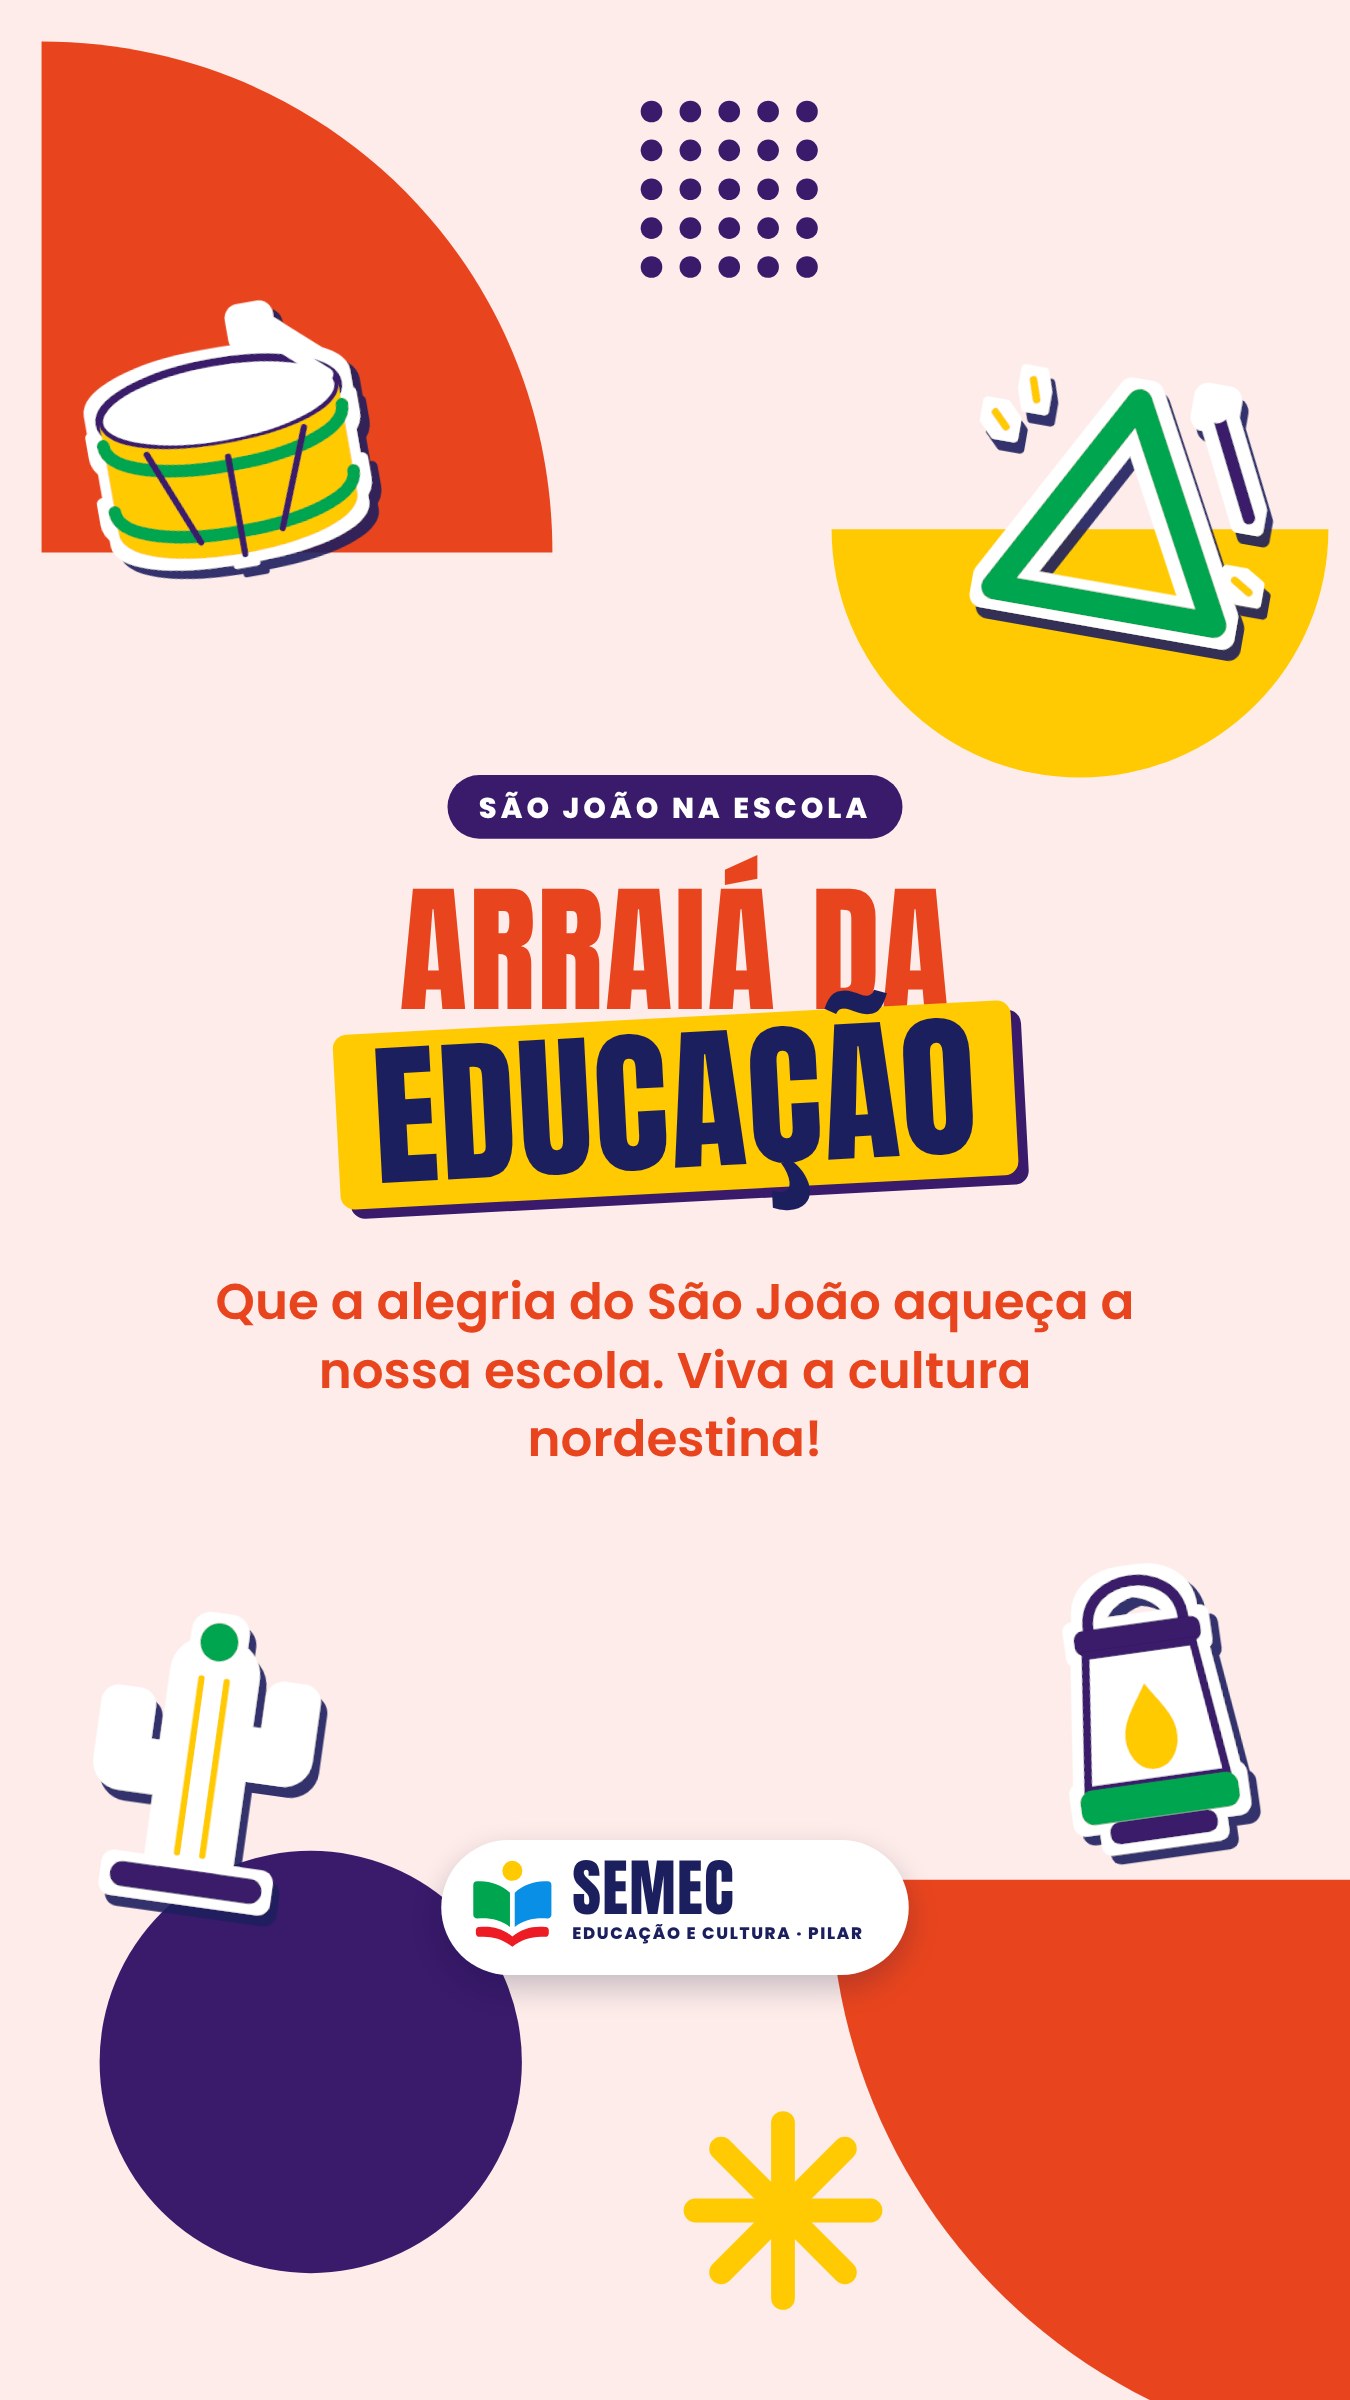 SÃO JOÃO NA ESCOLA
ARRAIÁ DA
EDUCAÇÃO
Que a alegria do São João aqueça a
nossa escola. Viva a cultura
nordestina!
SEMEC
EDUCAÇÃO E CULTURA · PILAR